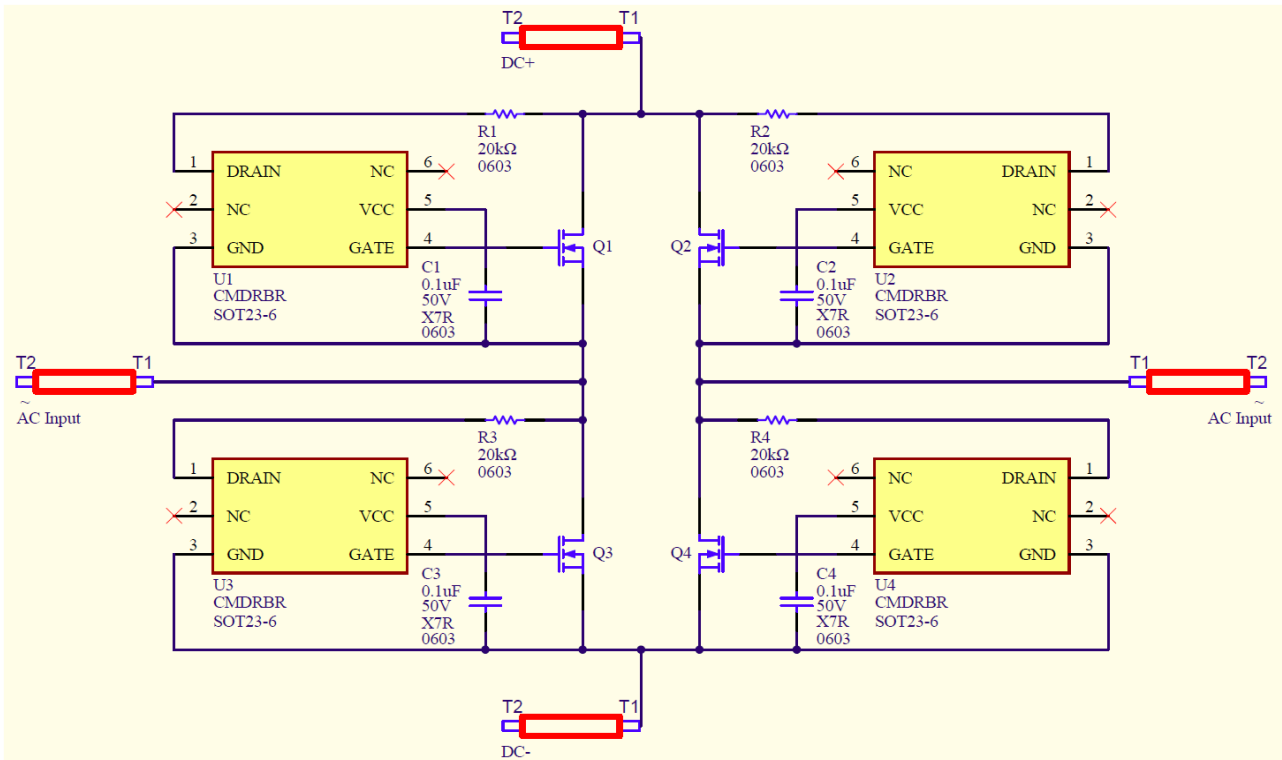 T2 T1
DC+
R1
20kΩ
0603
R2
20kΩ
0603
1 DRAIN NC 6
2 NC VCC 5
3 GND GATE 4
U1
CMDRBR
SOT23-6
C1
0.1uF
50V
X7R
0603
Q1
Q2
6 NC DRAIN 1
5 VCC NC 2
4 GATE GND 3
C2
0.1uF
50V
X7R
0603
U2
CMDRBR
SOT23-6
T2 T1
~
AC Input
T1 T2
~
AC Input
R3
20kΩ
0603
R4
20kΩ
0603
1 DRAIN NC 6
2 NC VCC 5
3 GND GATE 4
U3
CMDRBR
SOT23-6
C3
0.1uF
50V
X7R
0603
Q3
Q4
6 NC DRAIN 1
5 VCC NC 2
4 GATE GND 3
C4
0.1uF
50V
X7R
0603
U4
CMDRBR
SOT23-6
T2 T1
DC-